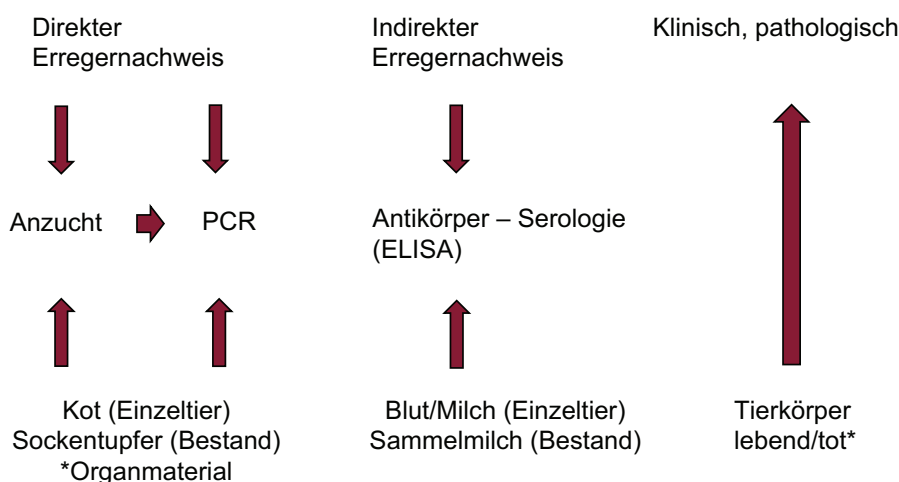 Direkter
Erregernachweis
Indirekter
Erregernachweis
Klinisch, pathologisch
Anzucht
PCR
Antikörper – Serologie
(ELISA)
Kot (Einzeltier)
Sockentupfer (Bestand)
*Organmaterial
Blut/Milch (Einzeltier)
Sammelmilch (Bestand)
Tierkörper
lebend/tot*